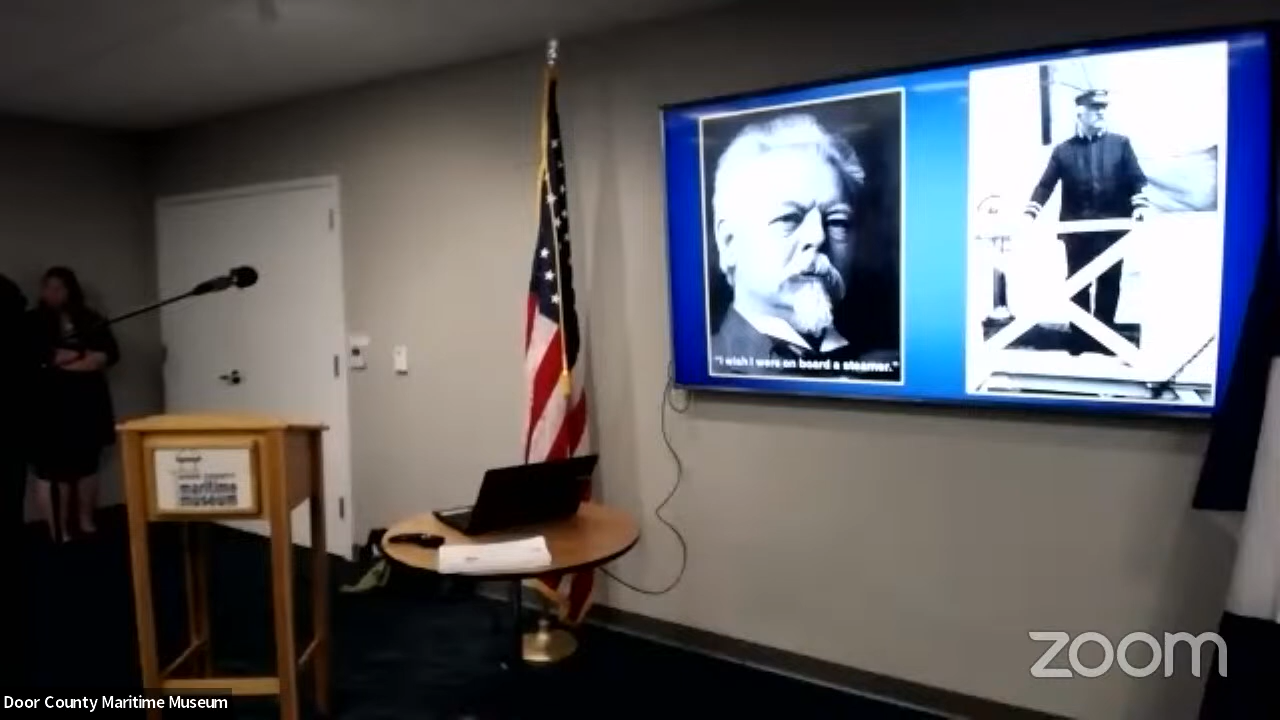 "I wish I were on board a steamer."
maritime
museum
zoom
Door County Maritime Museum